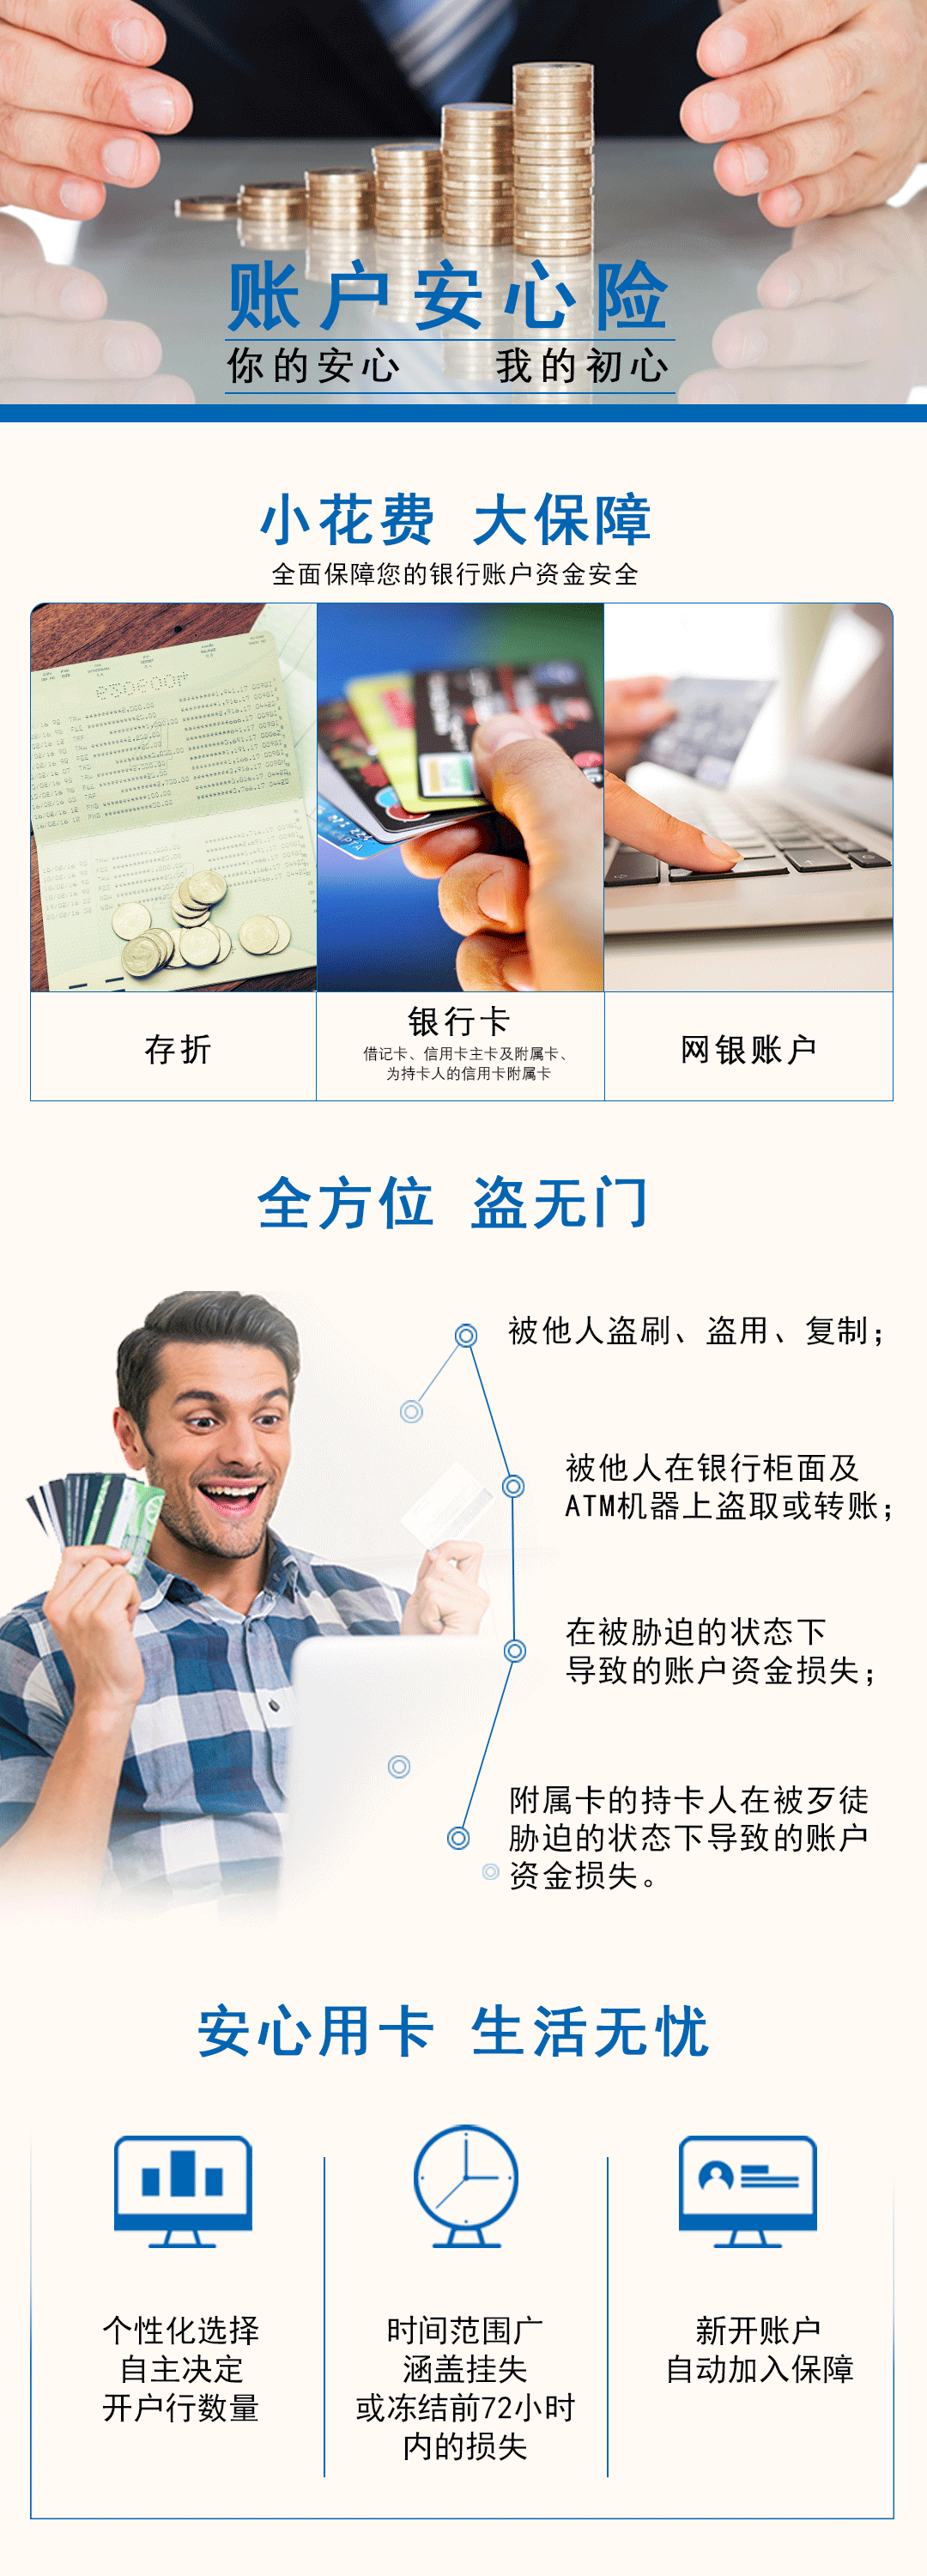 账户安心险
你的安心 我的初心
小花费 大保障
全面保障您的银行账户资金安全
存折
银行卡
借记卡、信用卡主卡及附属卡、
为持卡人的信用卡附属卡
网银账户
全方位 盗无门
被他人盗刷、盗用、复制；
被他人在银行柜面及
ATM机器上盗取或转账；
在被胁迫的状态下
导致的账户资金损失；
附属卡的持卡人在被歹徒
胁迫的状态下导致的账户
资金损失。
安心用卡 生活无忧
个性化选择
自主决定
开户行数量
时间范围广
涵盖挂失
或冻结前72小时
内的损失
新开账户
自动加入保障